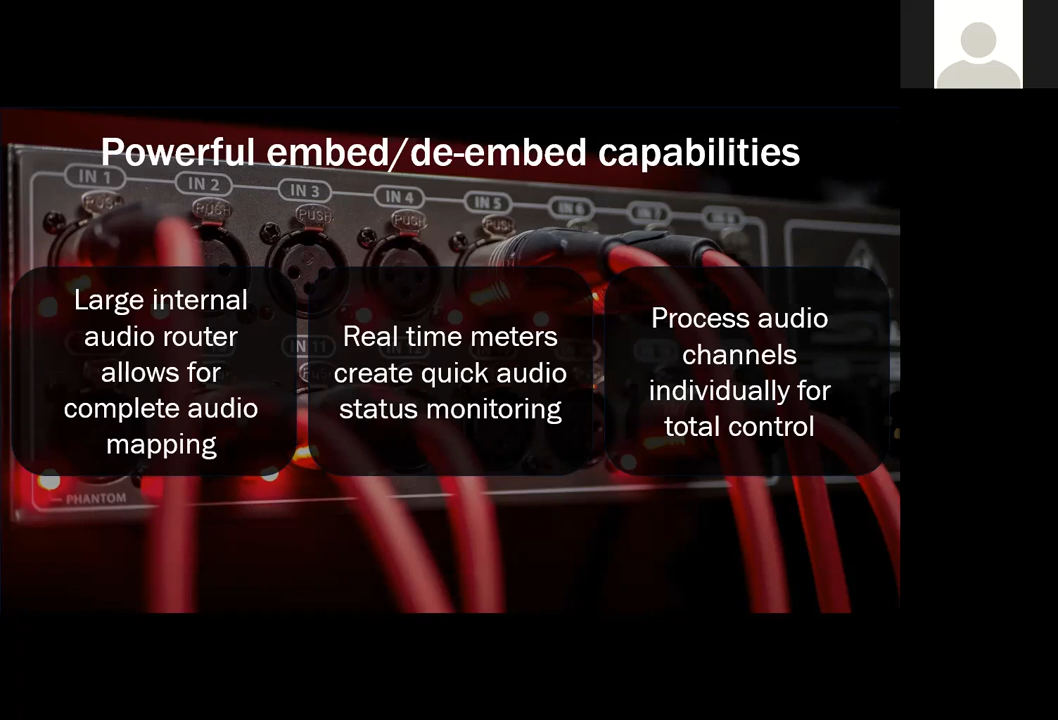 Powerful embed/de-embed capabilities
IN 1
IN 2
IN 3
IN 4
IN 5
IN 6
PUSH
PUSH
PUSH
PUSH
Large internal
audio router
allows for
complete audio
mapping
Real time meters
create quick audio
status monitoring
Process audio
channels
individually for
total control
IN 11
PHANTOM